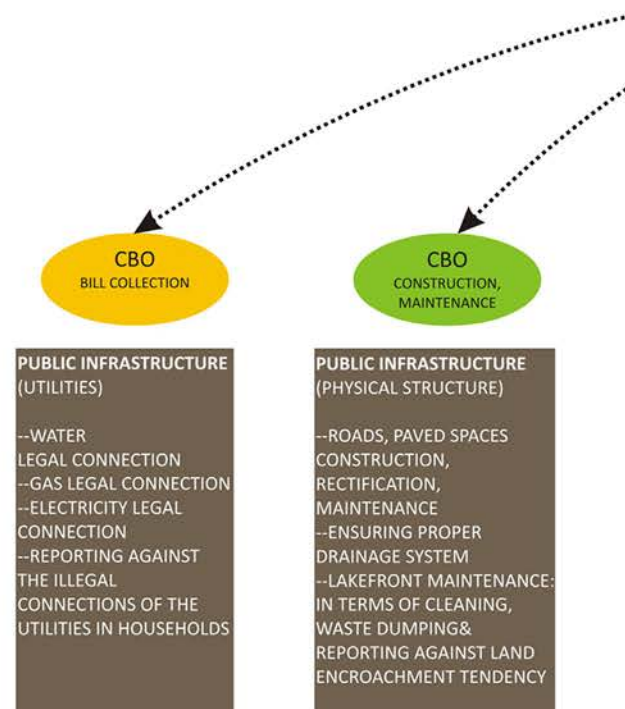 CBO
BILL COLLECTION
CBO
CONSTRUCTION,
MAINTENANCE
PUBLIC INFRASTRUCTURE
(UTILITIES)
--WATER
LEGAL CONNECTION
--GAS LEGAL CONNECTION
--ELECTRICITY LEGAL
CONNECTION
--REPORTING AGAINST
THE ILLEGAL
CONNECTIONS OF THE
UTILITIES IN HOUSEHOLDS
PUBLIC INFRASTRUCTURE
(PHYSICAL STRUCTURE)
--ROADS, PAVED SPACES
CONSTRUCTION,
RECTIFICATION,
MAINTENANCE
--ENSURING PROPER
DRAINAGE SYSTEM
--LAKEFRONT MAINTENANCE:
IN TERMS OF CLEANING,
WASTE DUMPING&
REPORTING AGAINST LAND
ENCROACHMENT TENDENCY